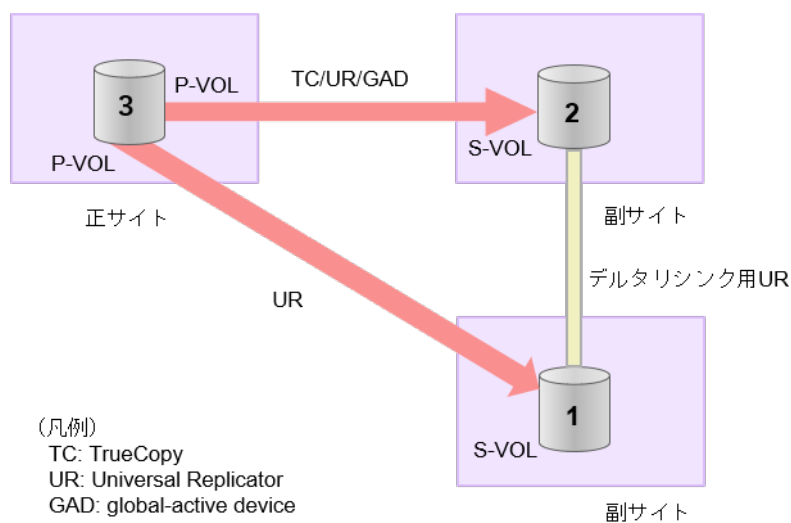 P-VOL
TC/UR/GAD
3
2
P-VOL
S-VOL
正サイト
副サイト
デルタリシンク用UR
UR
1
S-VOL
(凡例)
TC: TrueCopy
UR: Universal Replicator
GAD: global-active device
副サイト